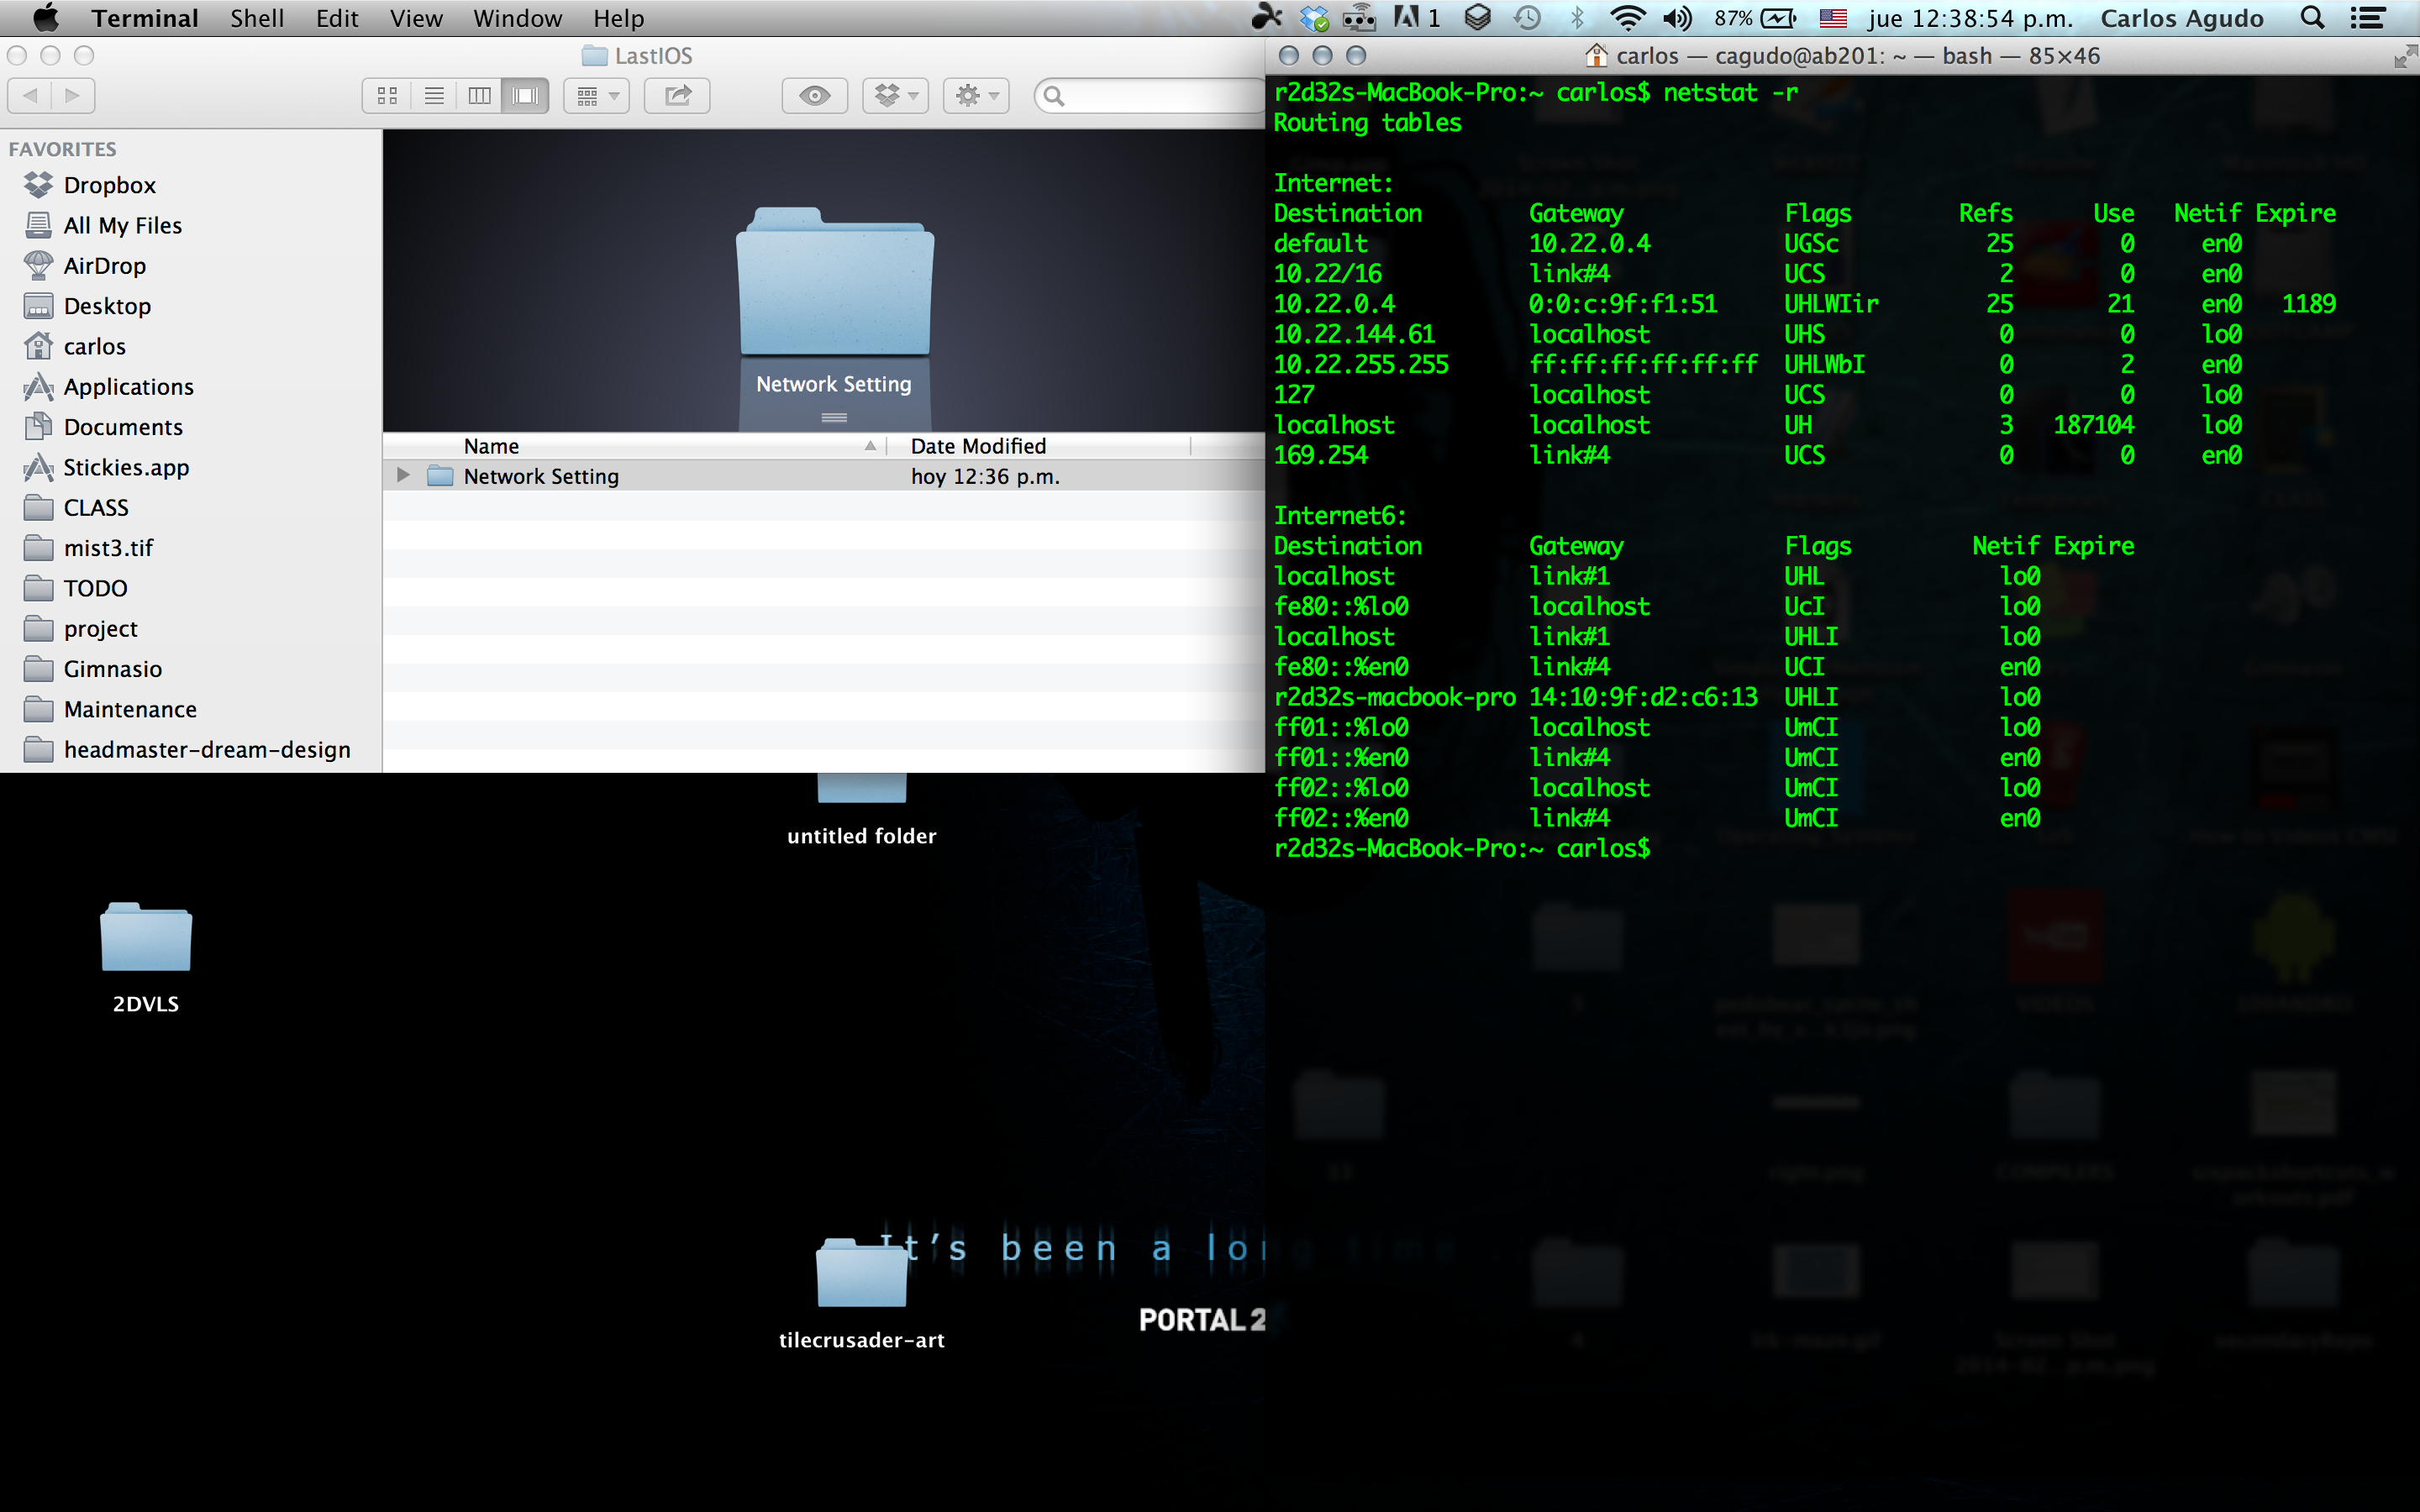 Terminal Shell Edit View Window Help 1 87% jue 12:38:54 p.m. Carlos Agudo
LastIOS
FAVORITES
Dropbox
All My Files
AirDrop
Desktop
carlos
Applications
Documents
Stickies.app
CLASS
mist3.tif
TODO
project
Gimnasio
Maintenance
headmaster-dream-design
Network Setting
Name Date Modified
Network Setting hoy 12:36 p.m.
untitled folder
2DVLS
It's been a long time
tilecrusader-art
PORTAL 2
carlos — cagudo@ab201: ~ — bash — 85×46
r2d32s-MacBook-Pro:~ carlos$ netstat -r
Routing tables
Internet:
Destination Gateway Flags Refs Use Netif Expire
default 10.22.0.4 UGSc 25 0 en0
10.22/16 link#4 UCS 2 0 en0
10.22.0.4 0:0:c:9f:f1:51 UHLWIir 25 21 en0 1189
10.22.144.61 localhost UHS 0 0 lo0
10.22.255.255 ff:ff:ff:ff:ff:ff UHLWbI 0 2 en0
127 localhost UCS 0 0 lo0
localhost localhost UH 3 187104 lo0
169.254 link#4 UCS 0 0 en0
Internet6:
Destination Gateway Flags Netif Expire
localhost link#1 UHL lo0
fe80::%lo0 localhost UcI lo0
localhost link#1 UHLI lo0
fe80::%en0 link#4 UCI en0
r2d32s-macbook-pro 14:10:9f:d2:c6:13 UHLI lo0
ff01::%lo0 localhost UmCI lo0
ff01::%en0 link#4 UmCI en0
ff02::%lo0 localhost UmCI lo0
ff02::%en0 link#4 UmCI en0
r2d32s-MacBook-Pro:~ carlos$